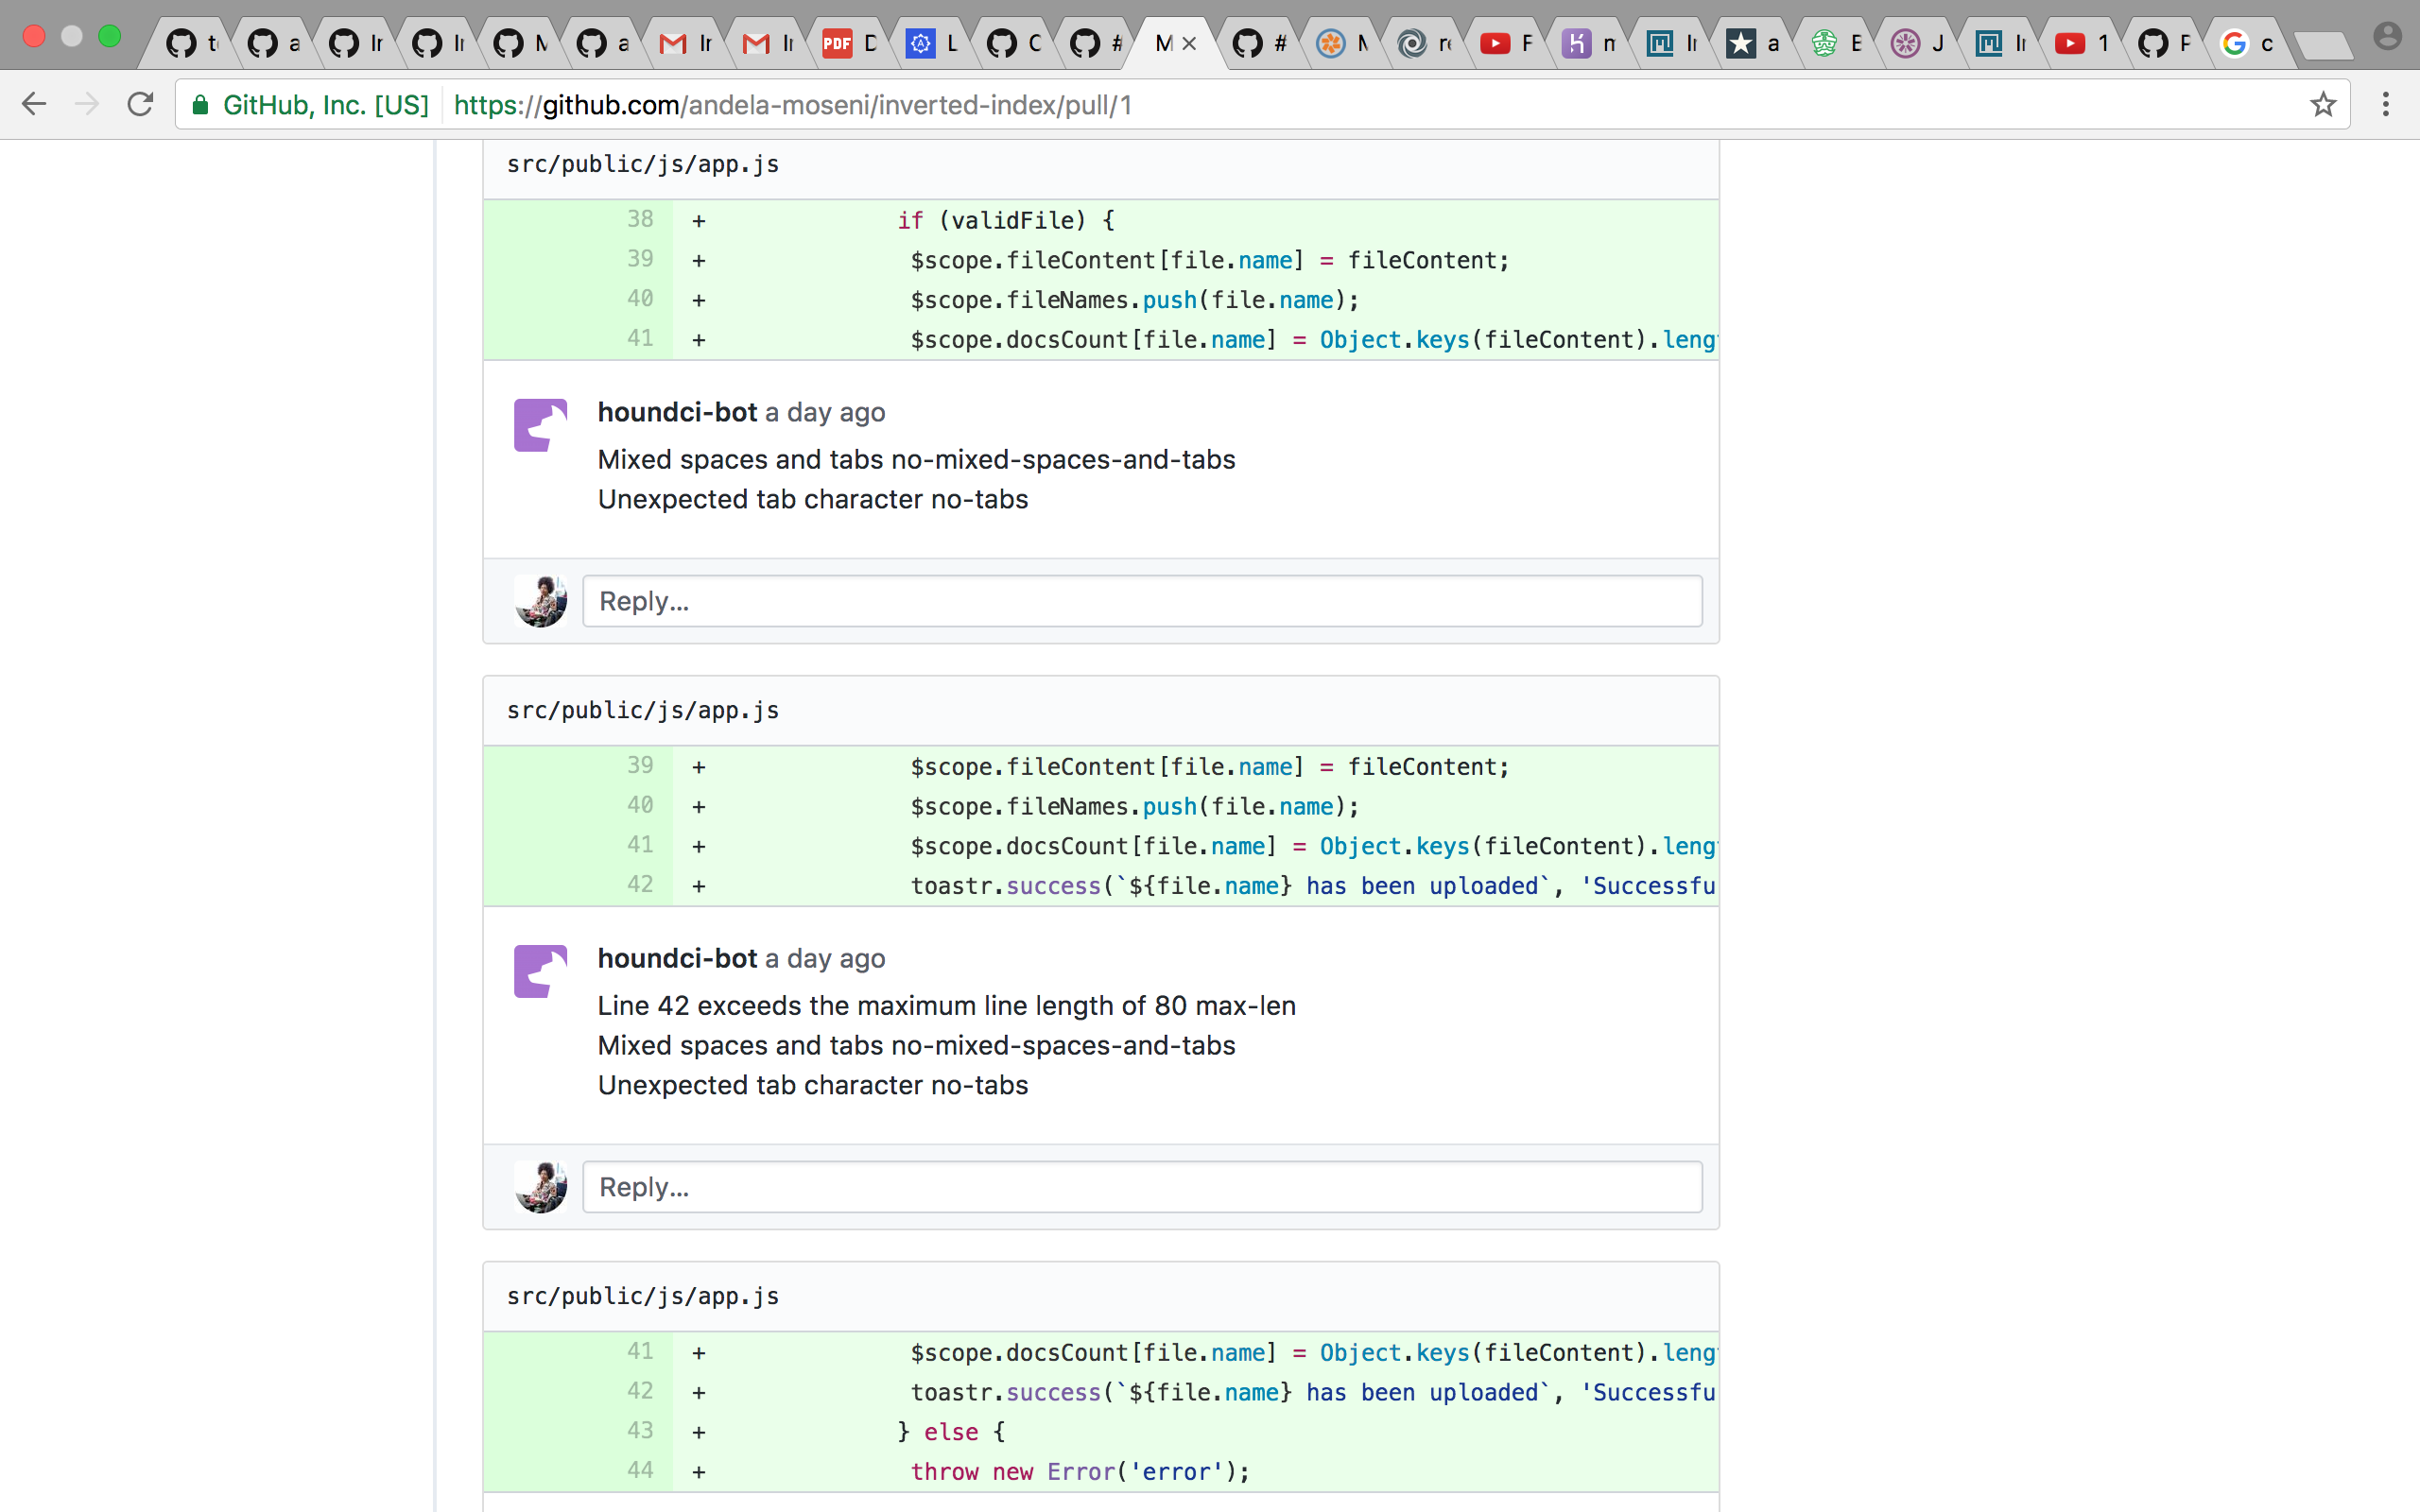 t a Ir Ir M a Ir Ir PDF D L C # M # M re F n Ir a E J Ir 1 F c
GitHub, Inc. [US] https://github.com/andela-moseni/inverted-index/pull/1
src/public/js/app.js
38 + if (validFile) {
39 + $scope.fileContent[file.name] = fileContent;
40 + $scope.fileNames.push(file.name);
41 + $scope.docsCount[file.name] = Object.keys(fileContent).leng
houndci-bot a day ago
Mixed spaces and tabs no-mixed-spaces-and-tabs
Unexpected tab character no-tabs
Reply...
src/public/js/app.js
39 + $scope.fileContent[file.name] = fileContent;
40 + $scope.fileNames.push(file.name);
41 + $scope.docsCount[file.name] = Object.keys(fileContent).leng
42 + toastr.success(`${file.name} has been uploaded`, 'Successfu
houndci-bot a day ago
Line 42 exceeds the maximum line length of 80 max-len
Mixed spaces and tabs no-mixed-spaces-and-tabs
Unexpected tab character no-tabs
Reply...
src/public/js/app.js
41 + $scope.docsCount[file.name] = Object.keys(fileContent).leng
42 + toastr.success(`${file.name} has been uploaded`, 'Successfu
43 + } else {
44 + throw new Error('error');